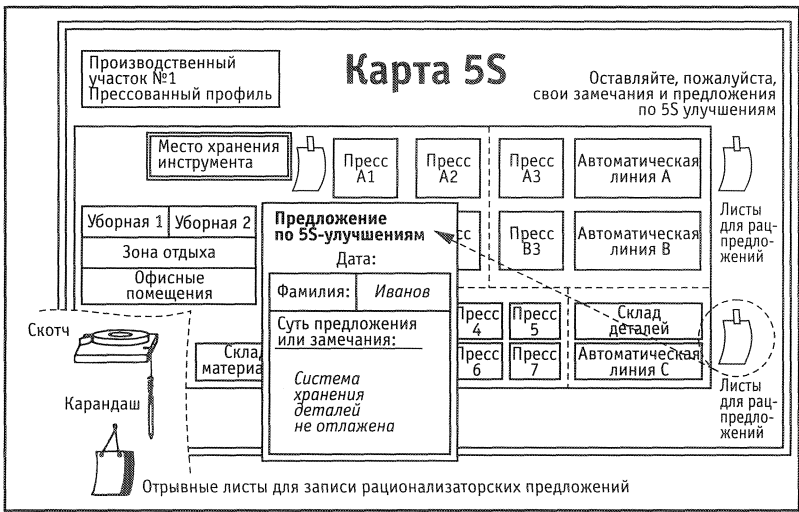 Производственный
участок №1
Прессованный профиль
Карта 5S
Оставляйте, пожалуйста,
свои замечания и предложения
по 5S улучшениям
Место хранения
инструмента
Пресс
А1
Пресс
А2
Пресс
А3
Автоматическая
линия А
Листы
для рац-
предло-
жений
Уборная 1
Уборная 2
Зона отдыха
Офисные
помещения
Предложение
по 5S-улучшениям
Дата:
Фамилия:
Иванов
Суть предложения
или замечания:
Система
хранения
деталей
не отлажена
Пресс
В3
Автоматическая
линия В
Пресс
4
Пресс
5
Склад
деталей
Пресс
6
Пресс
7
Автоматическая
линия С
Листы
для рац-
предло-
жений
Скотч
Карандаш
Отрывные листы для записи рационализаторских предложений